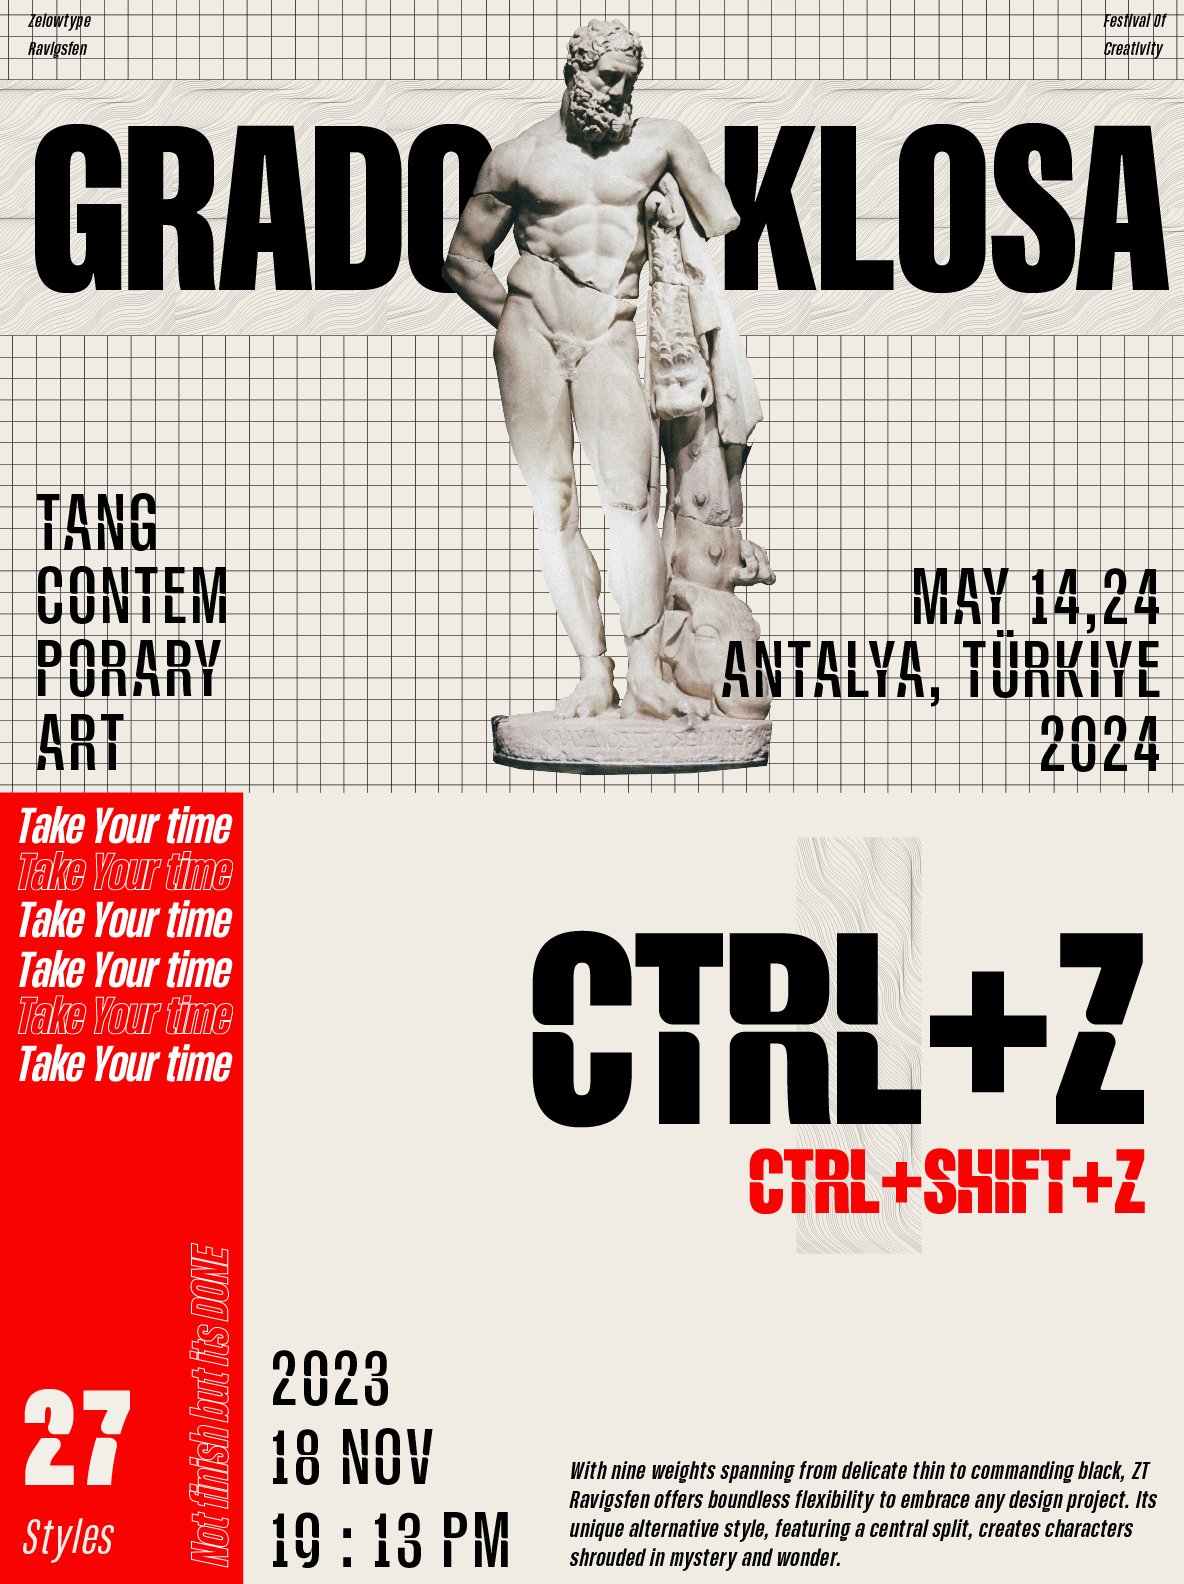 Zelowtype
Ravigsfen
Festival Of
Creativity
GRADO KLOSA
TANG
CONTEM
PORARY
ART
MAY 14,24
ANTALYA, TÜRKIYE
2024
Take Your time
Take Your time
Take Your time
Take Your time
Take Your time
Take Your time
CTRL+Z
CTRL+SHIFT+Z
Not finish but its DONE
27
Styles
2023
18 NOV
19 : 13 PM
With nine weights spanning from delicate thin to commanding black, ZT
Ravigsfen offers boundless flexibility to embrace any design project. Its
unique alternative style, featuring a central split, creates characters
shrouded in mystery and wonder.